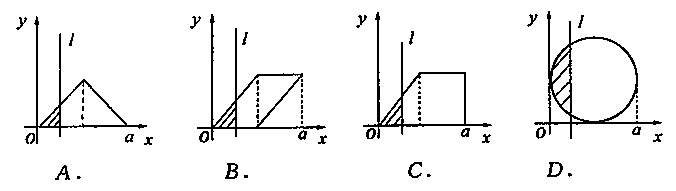 y l O a x
A.
y l O a x
B.
y l O a x
C.
y l O a x
D.